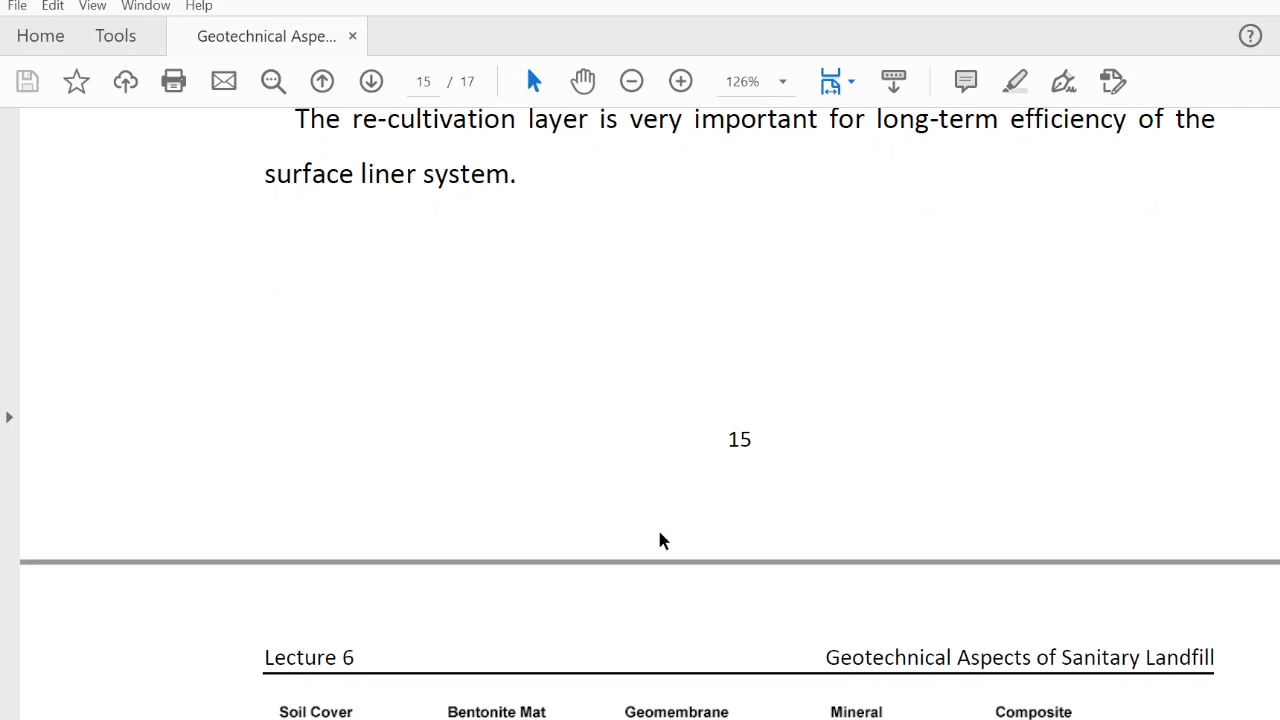 File Edit View Window Help
Home Tools Geotechnical Aspe... ×
15 / 17 126%
The re-cultivation layer is very important for long-term efficiency of the
surface liner system.
15
Lecture 6 Geotechnical Aspects of Sanitary Landfill
Soil Cover Bentonite Mat Geomembrane Mineral Composite